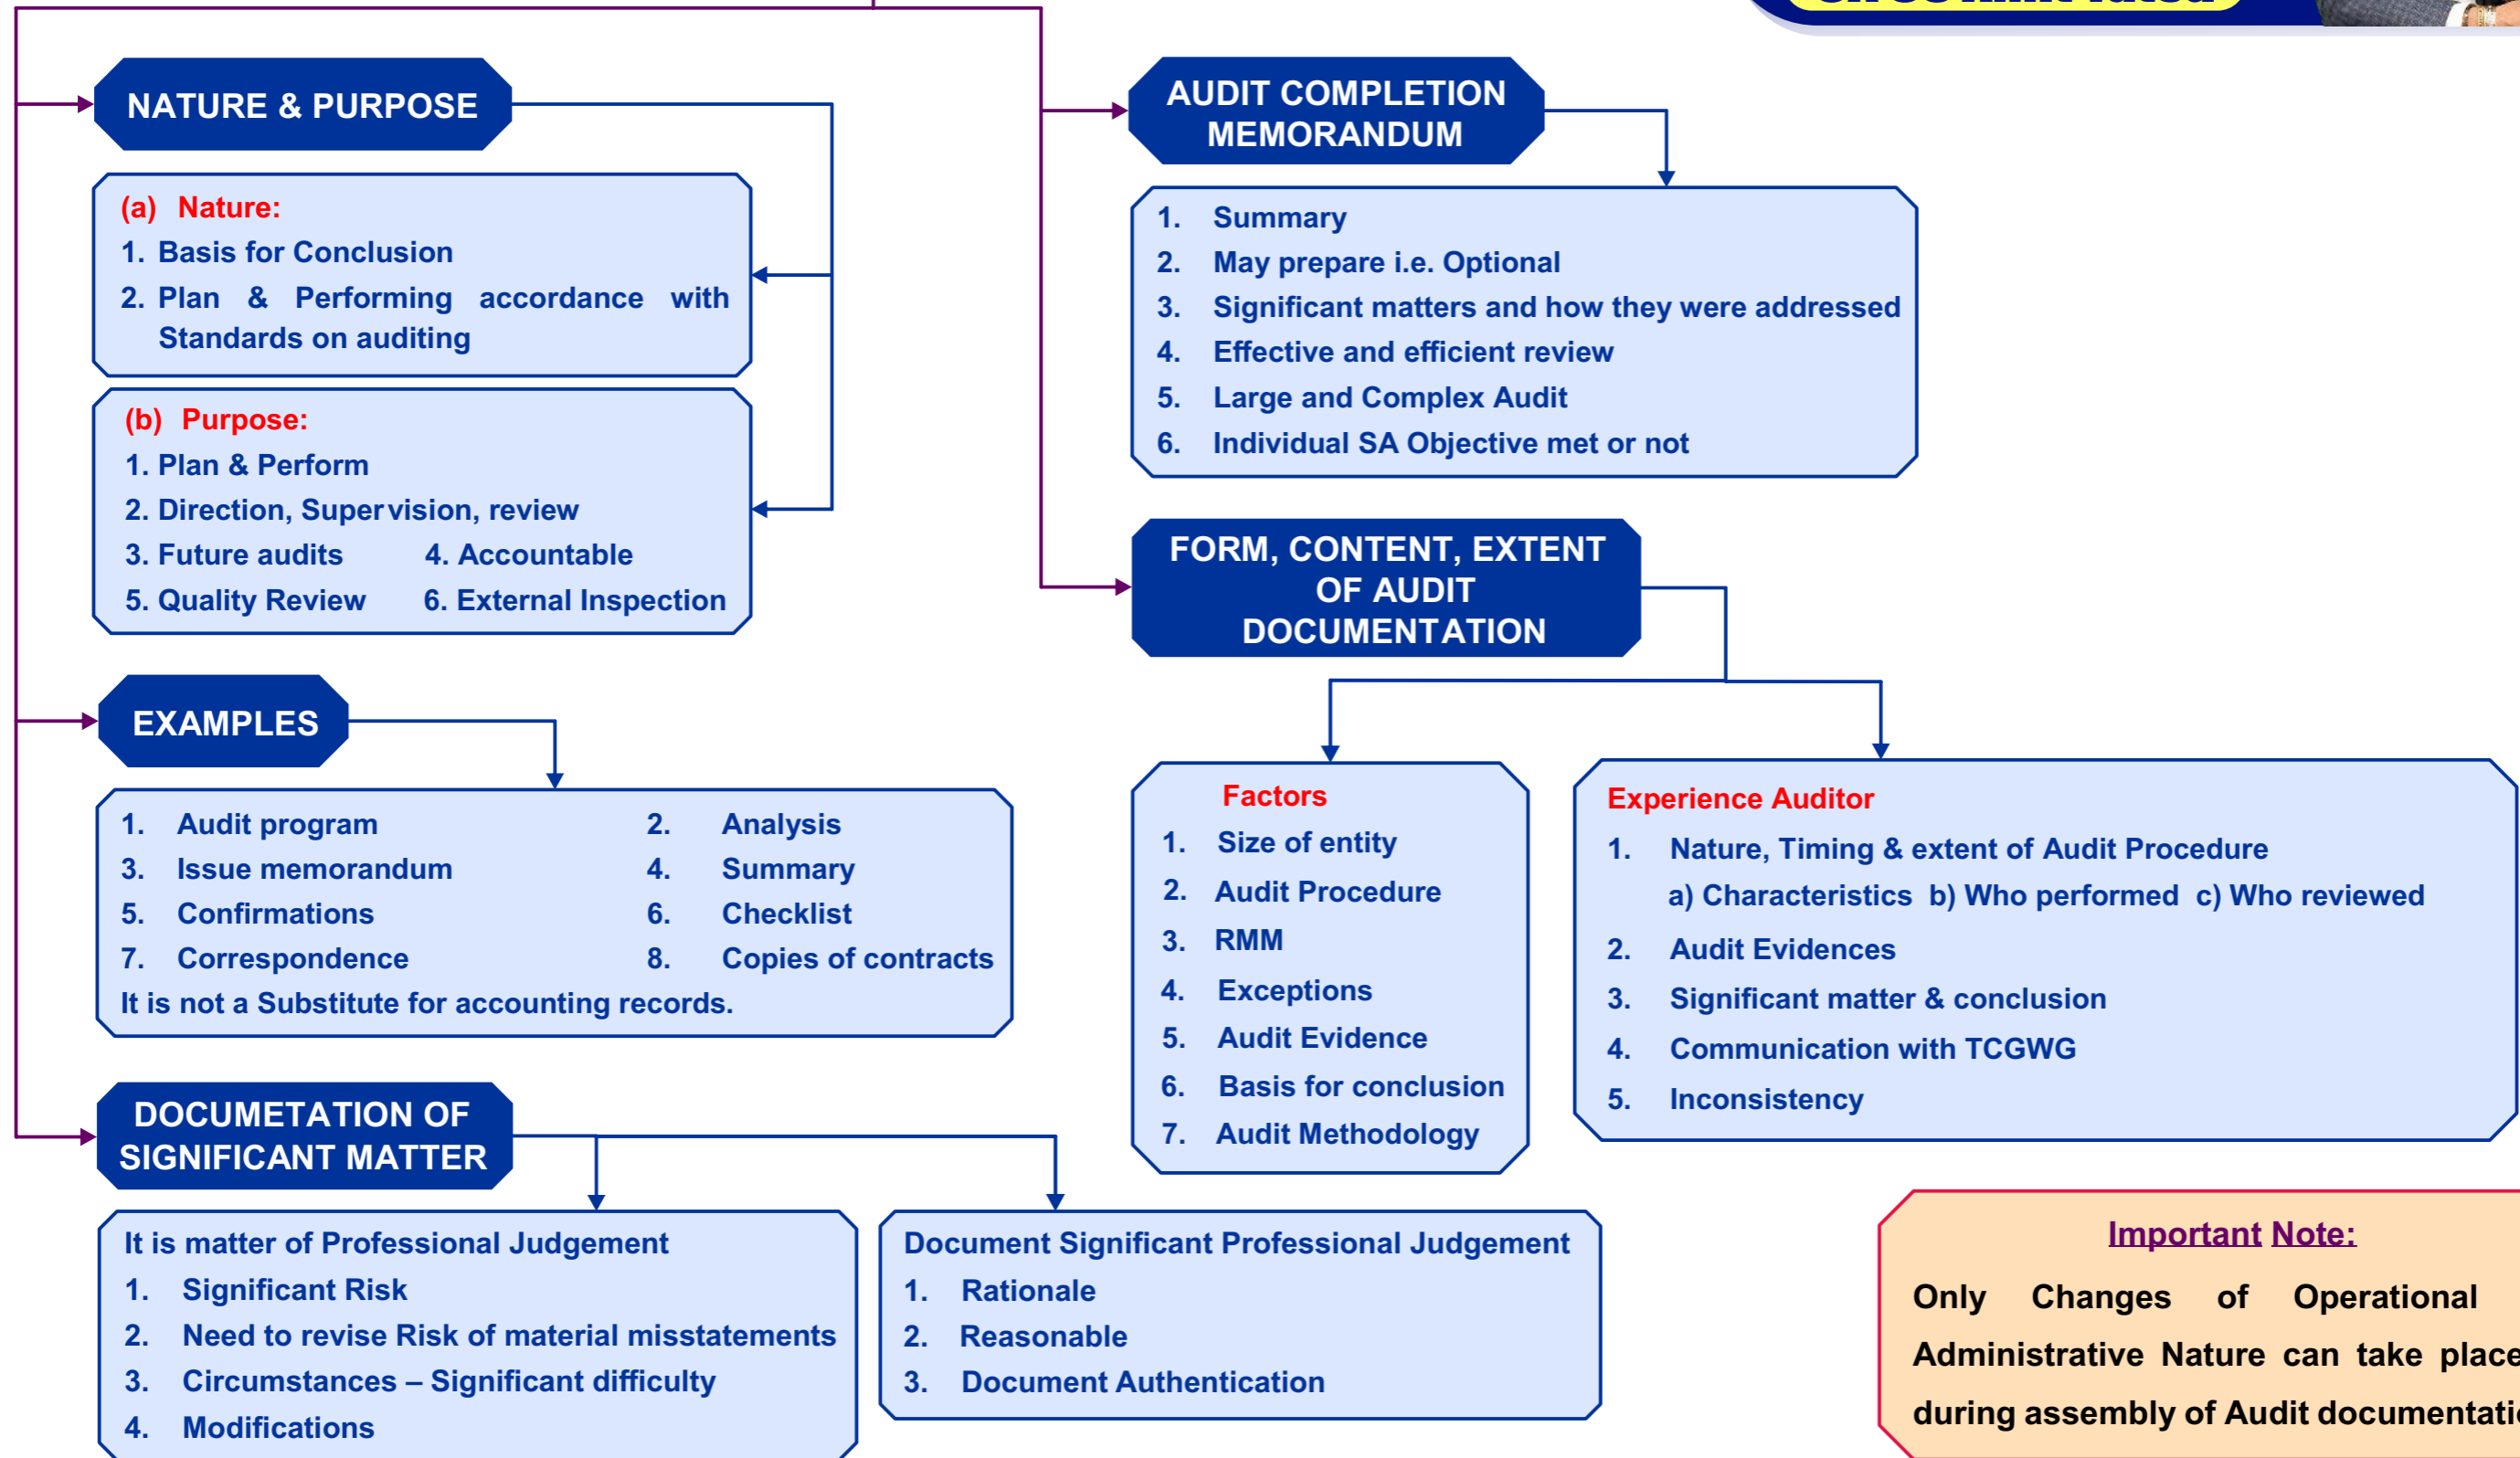 NATURE & PURPOSE
(a) Nature:
1. Basis for Conclusion
2. Plan & Performing accordance with
Standards on auditing
(b) Purpose:
1. Plan & Perform
2. Direction, Supervision, review
3. Future audits 4. Accountable
5. Quality Review 6. External Inspection
EXAMPLES
1. Audit program 2. Analysis
3. Issue memorandum 4. Summary
5. Confirmations 6. Checklist
7. Correspondence 8. Copies of contracts
It is not a Substitute for accounting records.
DOCUMETATION OF
SIGNIFICANT MATTER
It is matter of Professional Judgement
1. Significant Risk
2. Need to revise Risk of material misstatements
3. Circumstances – Significant difficulty
4. Modifications
Document Significant Professional Judgement
1. Rationale
2. Reasonable
3. Document Authentication
AUDIT COMPLETION
MEMORANDUM
1. Summary
2. May prepare i.e. Optional
3. Significant matters and how they were addressed
4. Effective and efficient review
5. Large and Complex Audit
6. Individual SA Objective met or not
FORM, CONTENT, EXTENT
OF AUDIT
DOCUMENTATION
Factors
1. Size of entity
2. Audit Procedure
3. RMM
4. Exceptions
5. Audit Evidence
6. Basis for conclusion
7. Audit Methodology
Experience Auditor
1. Nature, Timing & extent of Audit Procedure
a) Characteristics b) Who performed c) Who reviewed
2. Audit Evidences
3. Significant matter & conclusion
4. Communication with TCGWG
5. Inconsistency
Important Note:
Only Changes of Operational
Administrative Nature can take place
during assembly of Audit